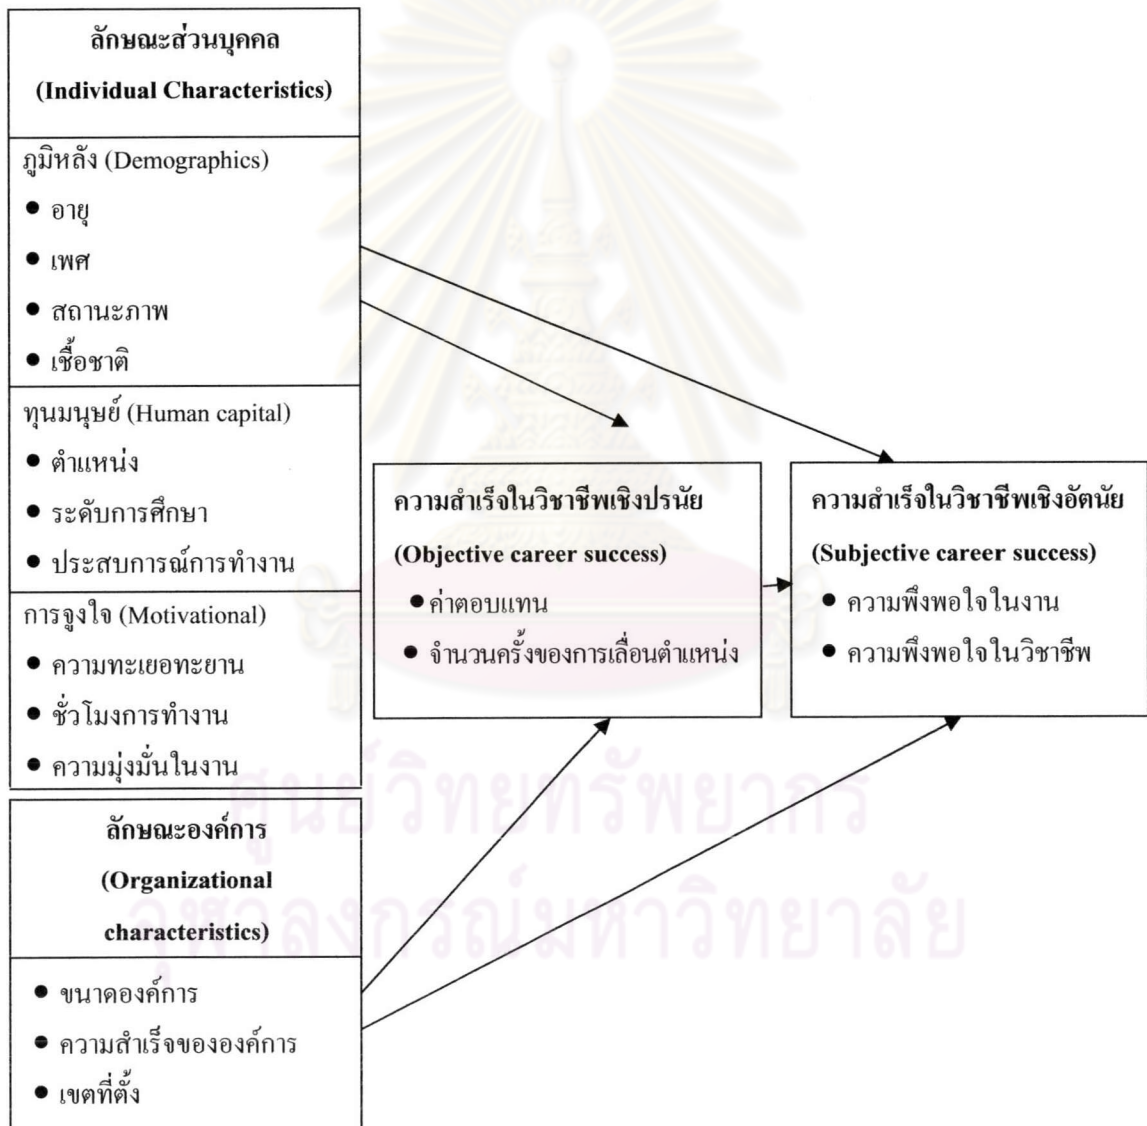 ลักษณะส่วนบุคคล
(Individual Characteristics)
ภูมิหลัง (Demographics)
● อายุ
● เพศ
● สถานะภาพ
● เชื้อชาติ
ทุนมนุษย์ (Human capital)
● ตำแหน่ง
● ระดับการศึกษา
● ประสบการณ์การทำงาน
การจูงใจ (Motivational)
● ความทะเยอทะยาน
● ชั่วโมงการทำงาน
● ความมุ่งมั่นในงาน
ลักษณะองค์การ
(Organizational
characteristics)
● ขนาดองค์การ
● ความสำเร็จขององค์การ
● เขตที่ตั้ง
ความสำเร็จในวิชาชีพเชิงปรนัย
(Objective career success)
● ค่าตอบแทน
● จำนวนครั้งของการเลื่อนตำแหน่ง
ความสำเร็จในวิชาชีพเชิงอัตนัย
(Subjective career success)
● ความพึงพอใจในงาน
● ความพึงพอใจในวิชาชีพ
ศูนย์วิทยทรัพยากร
จุฬาลงกรณ์มหาวิทยาลัย